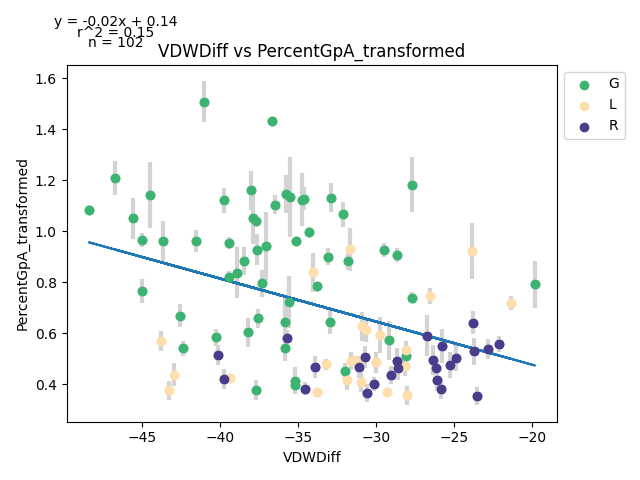 y = -0.02x + 0.14
r^2 = 0.15
n = 102
VDWDiff vs PercentGpA_transformed
1.6
1.4
1.2
1.0
0.8
0.6
0.4
PercentGpA_transformed
−45
−40
−35
−30
−25
−20
VDWDiff
G
L
R